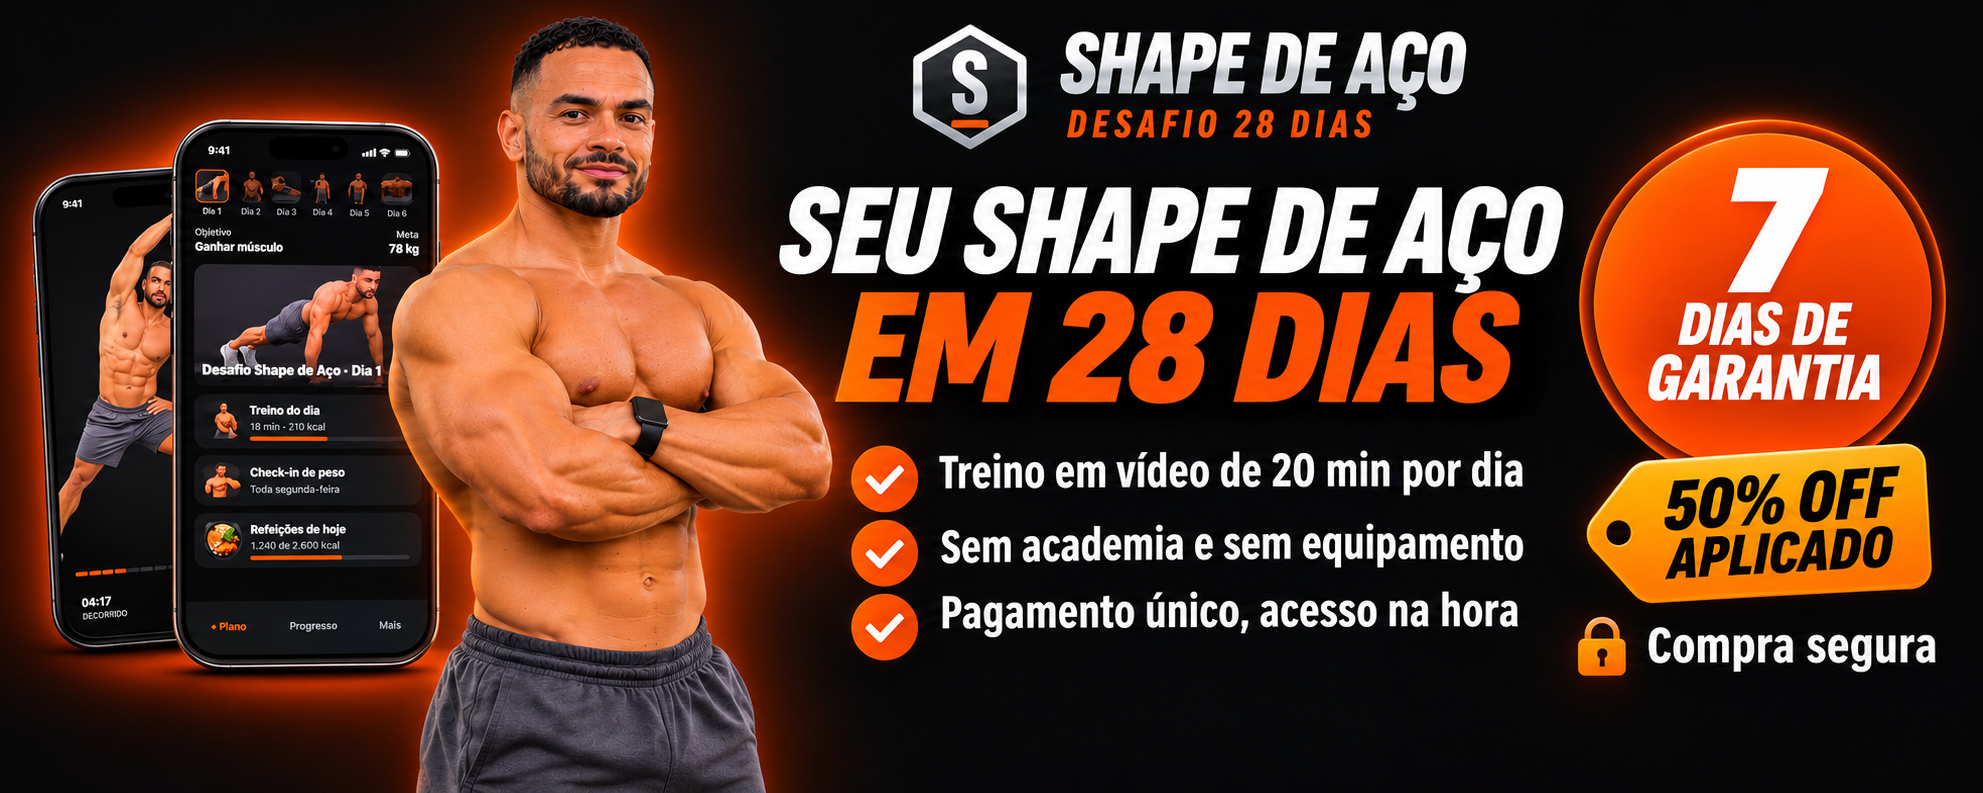 9:41
04:17
DECORRIDO
9:41
Dia 1
Dia 2
Dia 3
Dia 4
Dia 5
Dia 6
Objetivo
Meta
Ganhar músculo
78 kg
Desafio Shape de Aço • Dia 1
Treino do dia
18 min - 210 kcal
Check-in de peso
Toda segunda-feira
Refeições de hoje
1.240 de 2.600 kcal
Plano
Progresso
Mais
S
SHAPE DE AÇO
DESAFIO 28 DIAS
SEU SHAPE DE AÇO
EM 28 DIAS
Treino em vídeo de 20 min por dia
Sem academia e sem equipamento
Pagamento único, acesso na hora
7
DIAS DE
GARANTIA
50% OFF
APLICADO
Compra segura